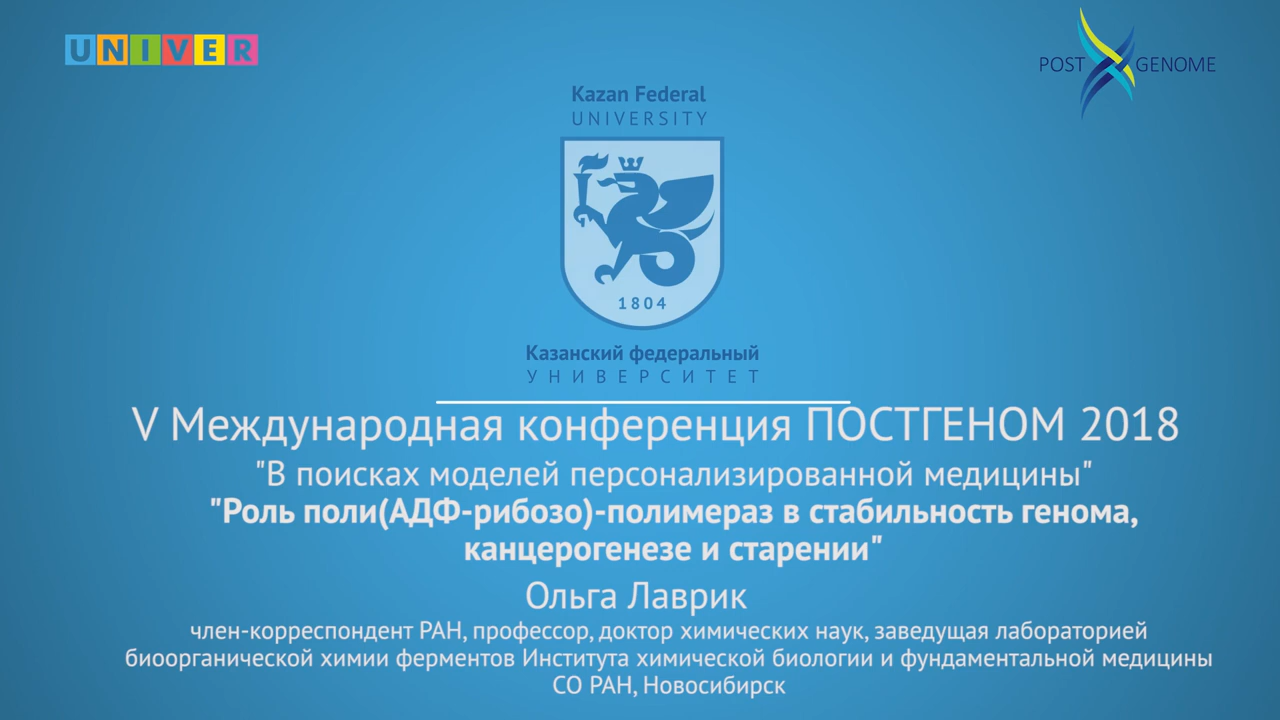 UNIVER
POST GENOME
Kazan Federal
UNIVERSITY
1804
Казанский федеральный
УНИВЕРСИТЕТ
V Международная конференция ПОСТГЕНОМ 2018
"В поисках моделей персонализированной медицины"
"Роль поли(АДФ-рибозо)-полимераз в стабильность генома,
канцерогенезе и старении"
Ольга Лаврик
член-корреспондент РАН, профессор, доктор химических наук, заведущая лабораторией
биоорганической химии ферментов Института химической биологии и фундаментальной медицины
СО РАН, Новосибирск